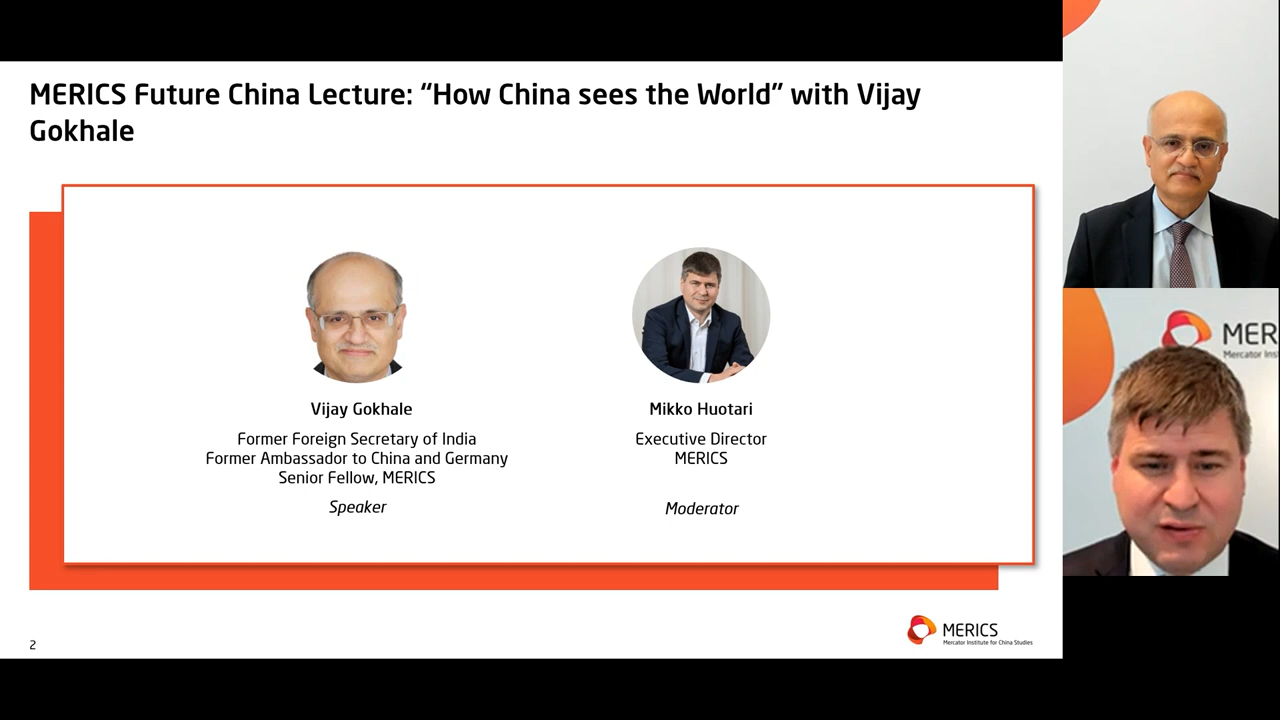 MERICS Future China Lecture: “How China sees the World” with Vijay
Gokhale
Vijay Gokhale
Former Foreign Secretary of India
Former Ambassador to China and Germany
Senior Fellow, MERICS
Speaker
Mikko Huotari
Executive Director
MERICS
Moderator
2
MERICS
Mercator Institute for China Studies
MER
Mercator Ins